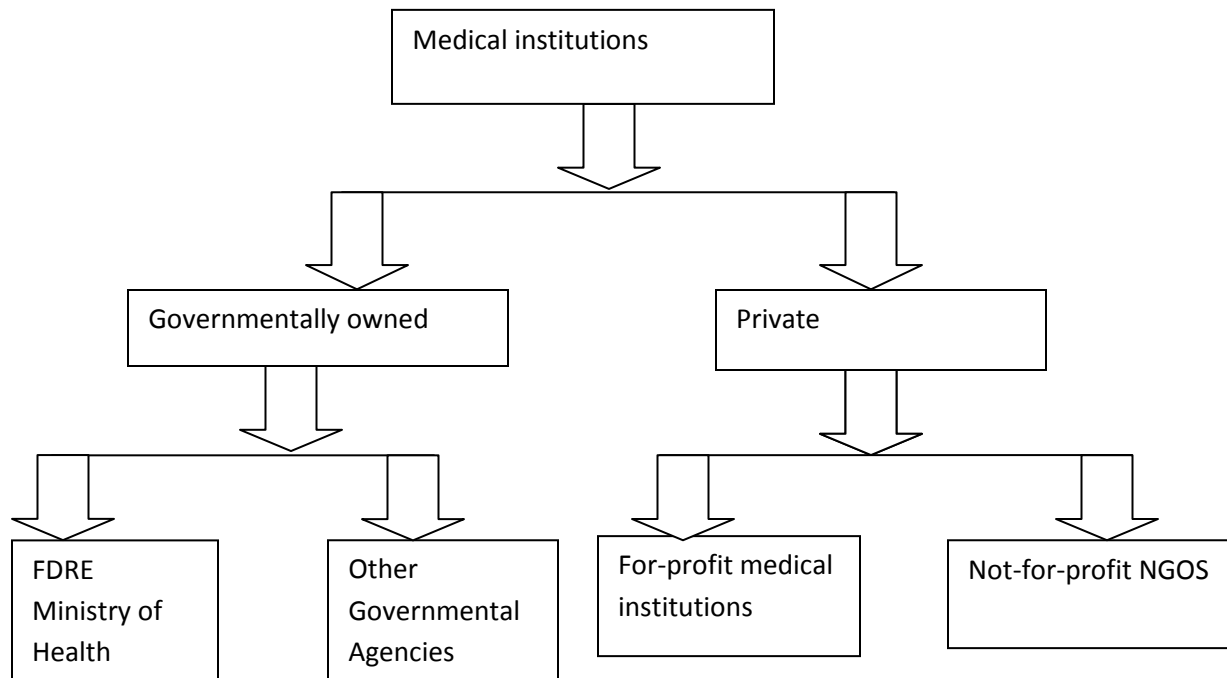 Medical institutions
Governmentally owned
Private
FDRE
Ministry of
Health
Other
Governmental
Agencies
For-profit medical
institutions
Not-for-profit NGOS